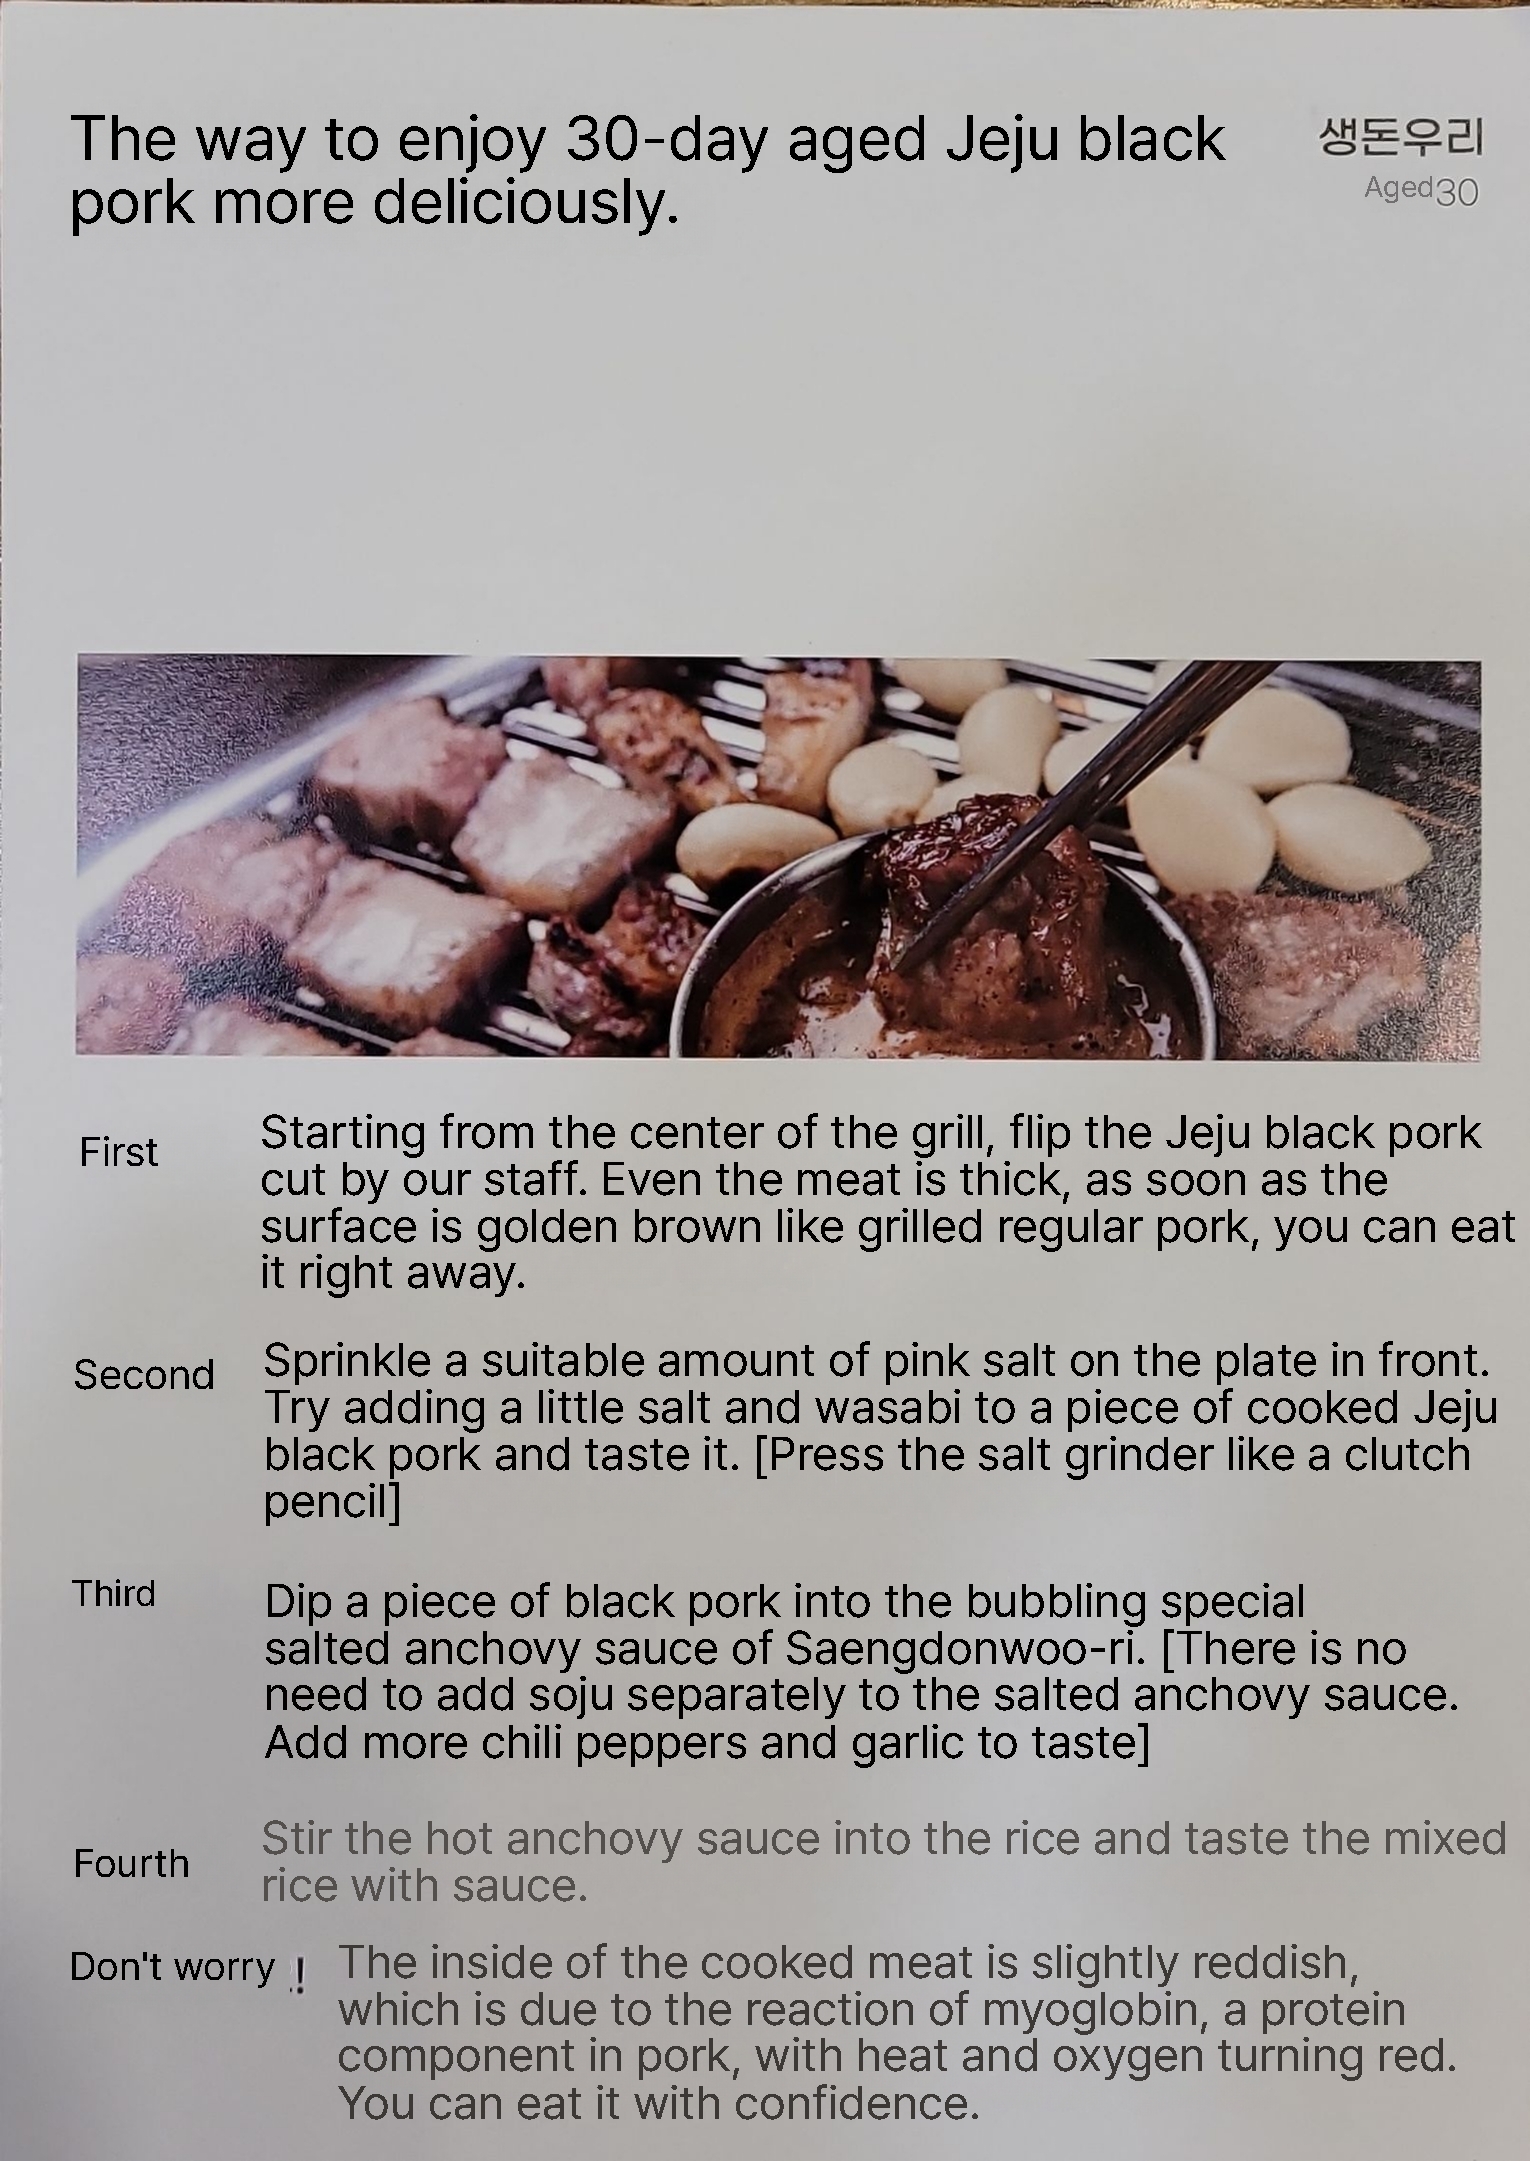 The way to enjoy 30-day aged Jeju black
pork more deliciously.
생돈우리
Aged30
First
Starting from the center of the grill, flip the Jeju black pork
cut by our staff. Even the meat is thick, as soon as the
surface is golden brown like grilled regular pork, you can eat
it right away.
Second
Sprinkle a suitable amount of pink salt on the plate in front.
Try adding a little salt and wasabi to a piece of cooked Jeju
black pork and taste it. [Press the salt grinder like a clutch
pencil]
Third
Dip a piece of black pork into the bubbling special
salted anchovy sauce of Saengdonwoo-ri. [There is no
need to add soju separately to the salted anchovy sauce.
Add more chili peppers and garlic to taste]
Fourth
Stir the hot anchovy sauce into the rice and taste the mixed
rice with sauce.
Don't worry !!
The inside of the cooked meat is slightly reddish,
which is due to the reaction of myoglobin, a protein
component in pork, with heat and oxygen turning red.
You can eat it with confidence.